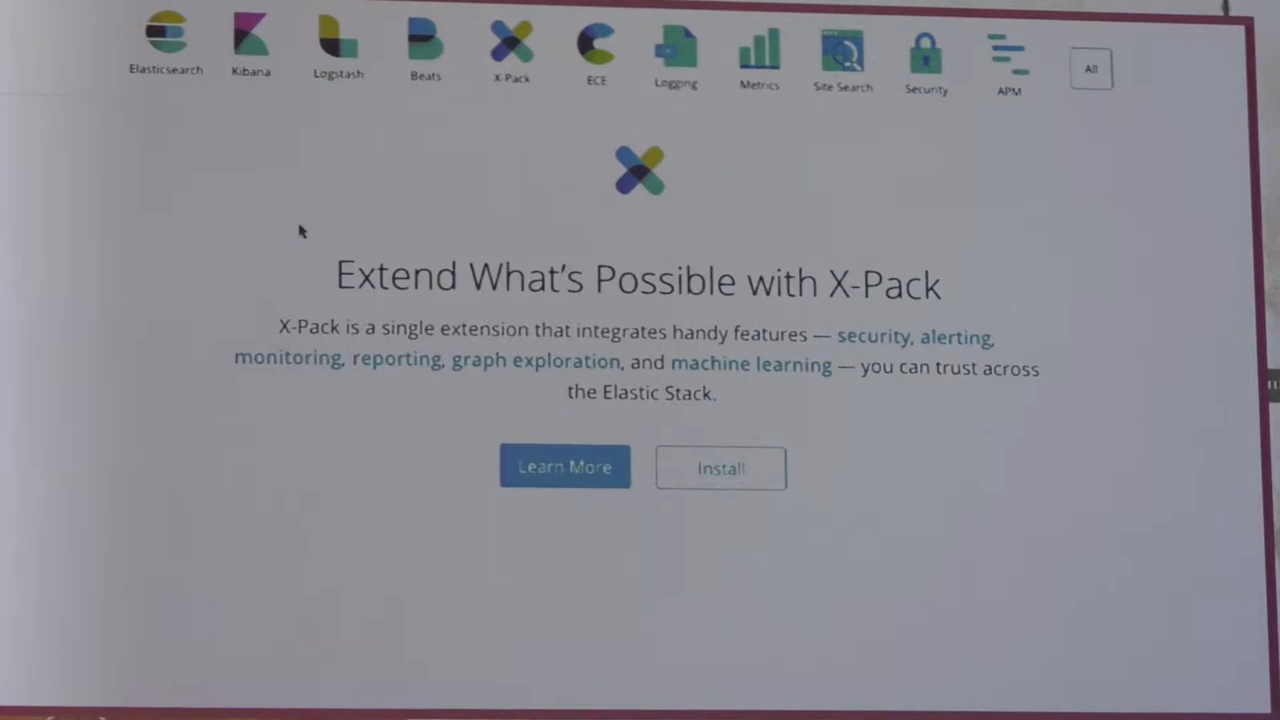 Elasticsearch Kibana Logstash Beats X-Pack ECE Logging Metrics Site Search Security APM All
Extend What's Possible with X-Pack
X-Pack is a single extension that integrates handy features — security, alerting,
monitoring, reporting, graph exploration, and machine learning — you can trust across
the Elastic Stack.
Learn More Install